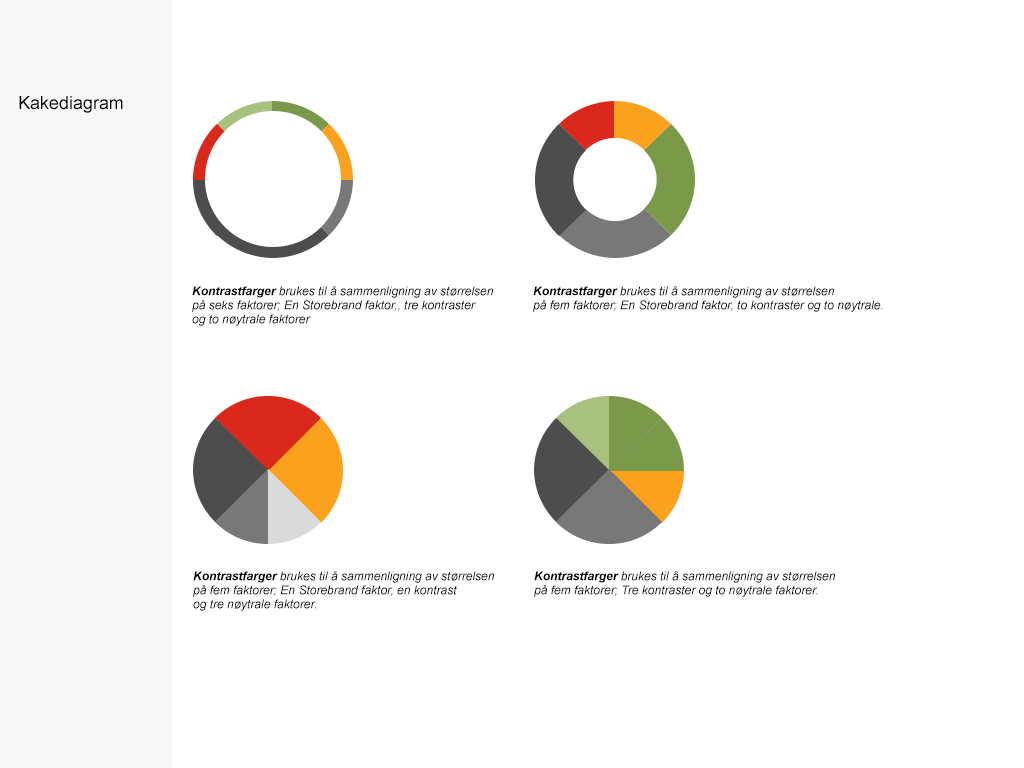 Kakediagram
Kontrastfarger brukes til å sammenligning av størrelsen
på seks faktorer; En Storebrand faktor,, tre kontraster
og to nøytrale faktorer
Kontrastfarger brukes til å sammenligning av størrelsen
på fem faktorer; En Storebrand faktor, to kontraster og to nøytrale.
Kontrastfarger brukes til å sammenligning av størrelsen
på fem faktorer; En Storebrand faktor, en kontrast
og tre nøytrale faktorer.
Kontrastfarger brukes til å sammenligning av størrelsen
på fem faktorer; Tre kontraster og to nøytrale faktorer.